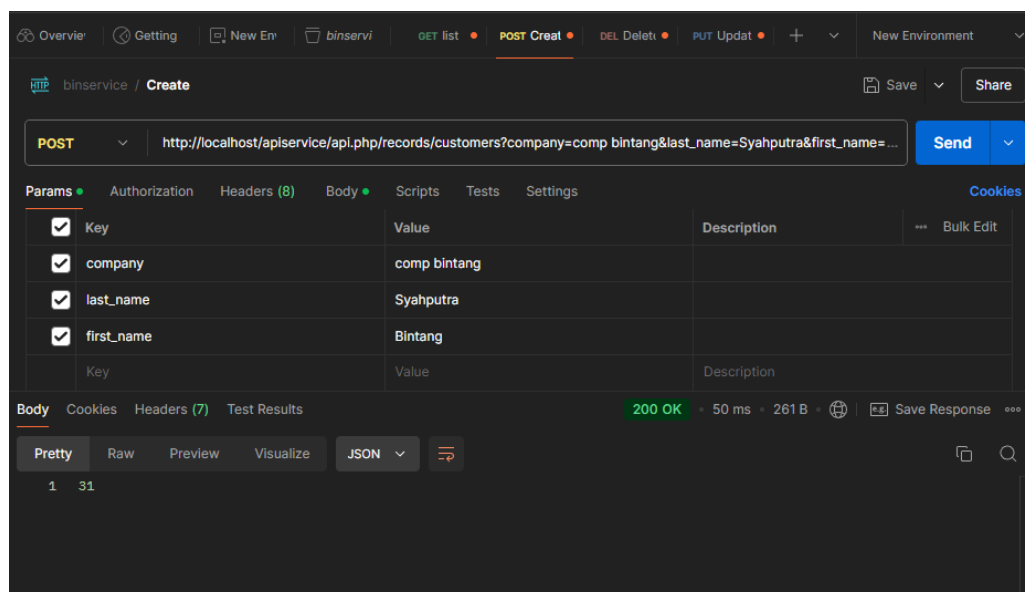 Overvie Getting New En binservi GET list POST Creat DEL Delet PUT Updat New Environment
HTTP binservice / Create Save Share
POST http://localhost/apiservice/api.php/records/customers?company=comp bintang&last_name=Syahputra&first_name=... Send
Params Authorization Headers (8) Body Scripts Tests Settings Cookies
Key Value Description Bulk Edit
company comp bintang
last_name Syahputra
first_name Bintang
Key Value Description
Body Cookies Headers (7) Test Results 200 OK 50 ms 261 B e.g. Save Response
Pretty Raw Preview Visualize JSON
1 31